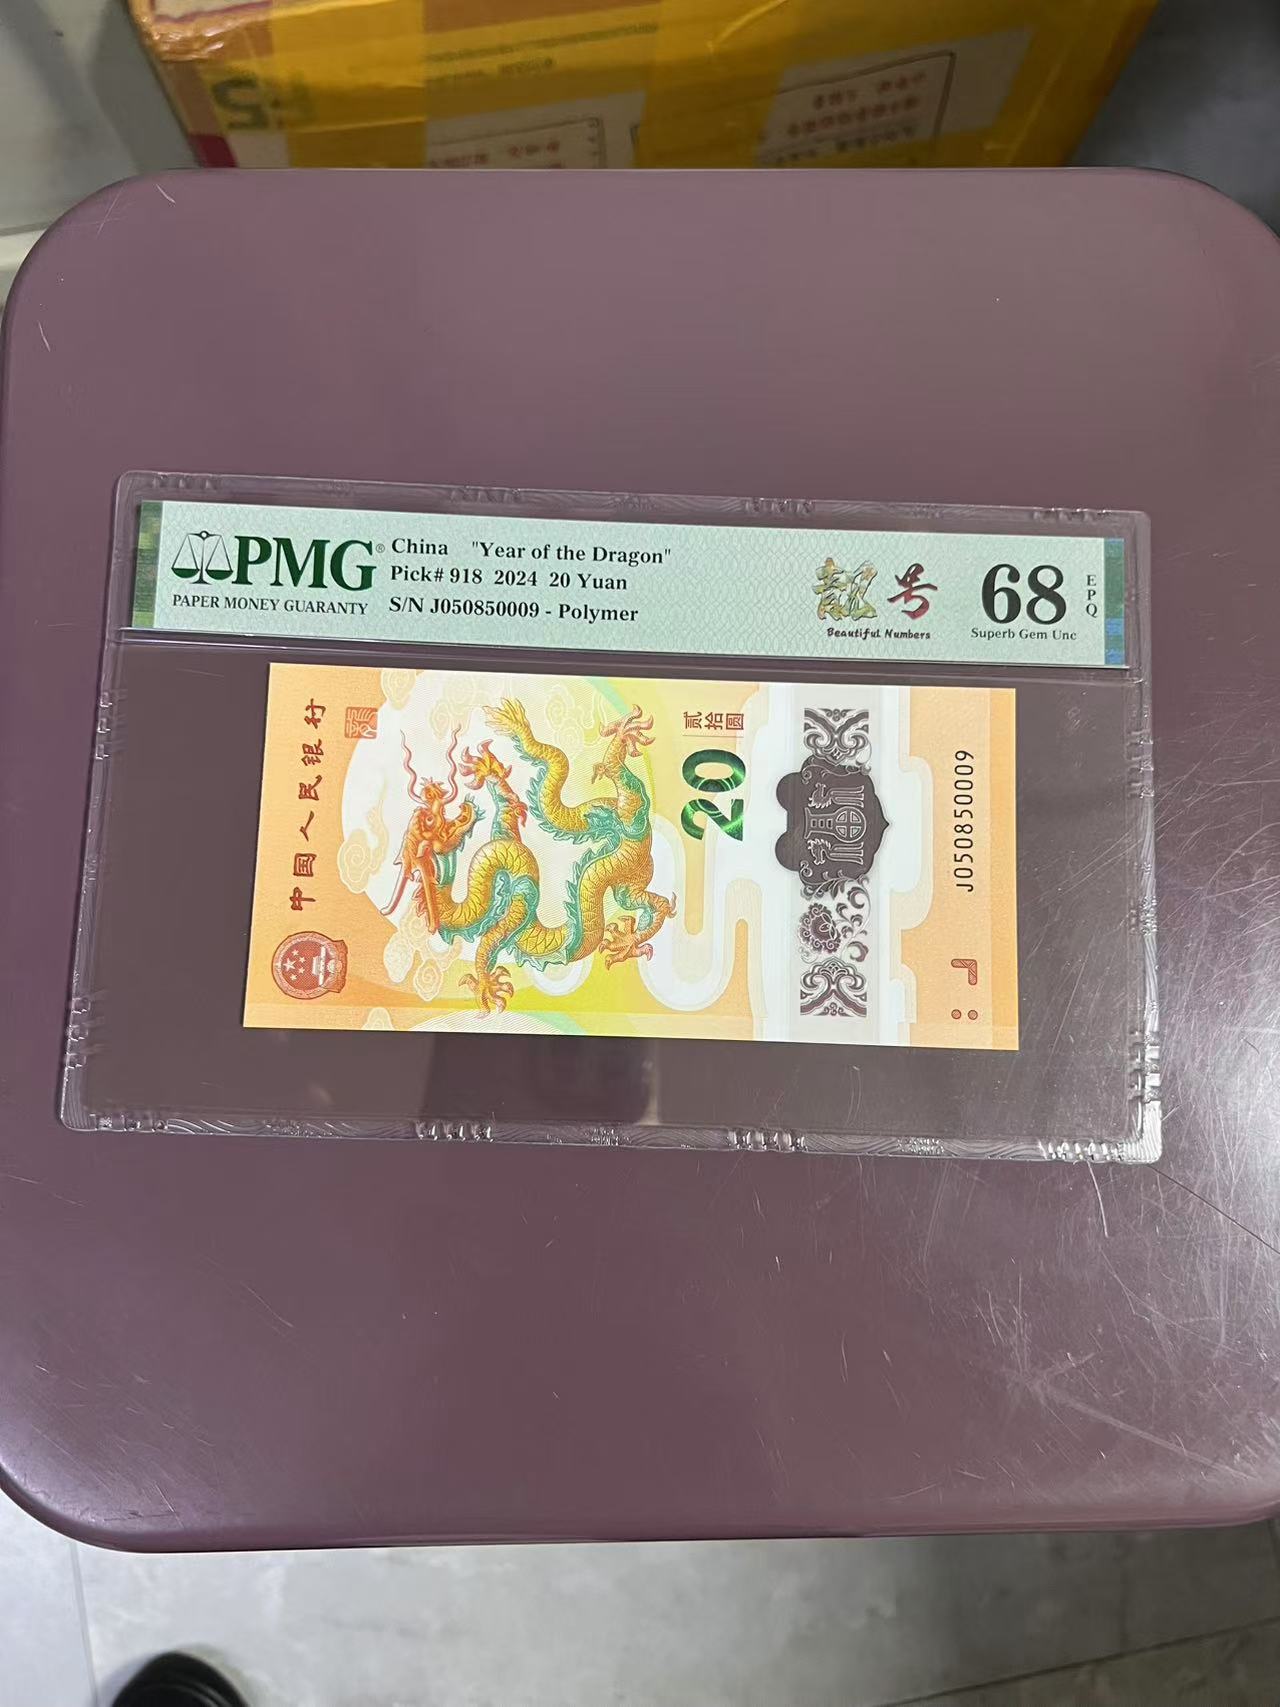 PMG®
PAPER MONEY GUARANTY
China "Year of the Dragon"
Pick# 918 2024 20 Yuan
S/N J050850009 - Polymer
靓号
Beautiful Numbers
68
EPQ
Superb Gem Unc
中国人民银行
贰拾圆
20
J050850009